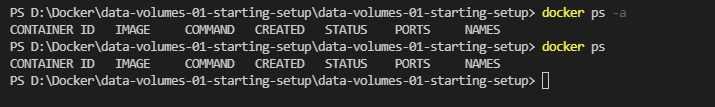 PS D:\Docker\data-volumes-01-starting-setup\data-volumes-01-starting-setup> docker ps -a
CONTAINER ID   IMAGE     COMMAND   CREATED   STATUS    PORTS     NAMES
PS D:\Docker\data-volumes-01-starting-setup\data-volumes-01-starting-setup> docker ps
CONTAINER ID   IMAGE     COMMAND   CREATED   STATUS    PORTS     NAMES
PS D:\Docker\data-volumes-01-starting-setup\data-volumes-01-starting-setup>